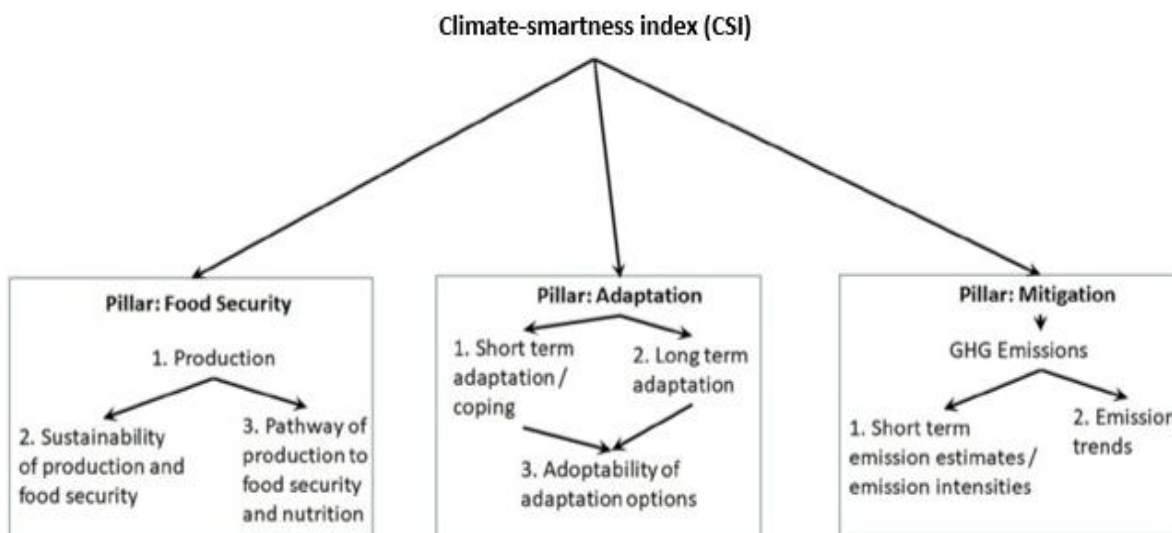 Climate-smartness index (CSI)
Pillar: Food Security
1. Production
2. Sustainability
of production and
food security
3. Pathway of
production to
food security
and nutrition
Pillar: Adaptation
1. Short term
adaptation /
coping
2. Long term
adaptation
3. Adoptability of
adaptation options
Pillar: Mitigation
GHG Emissions
1. Short term
emission estimates /
emission intensities
2. Emission
trends